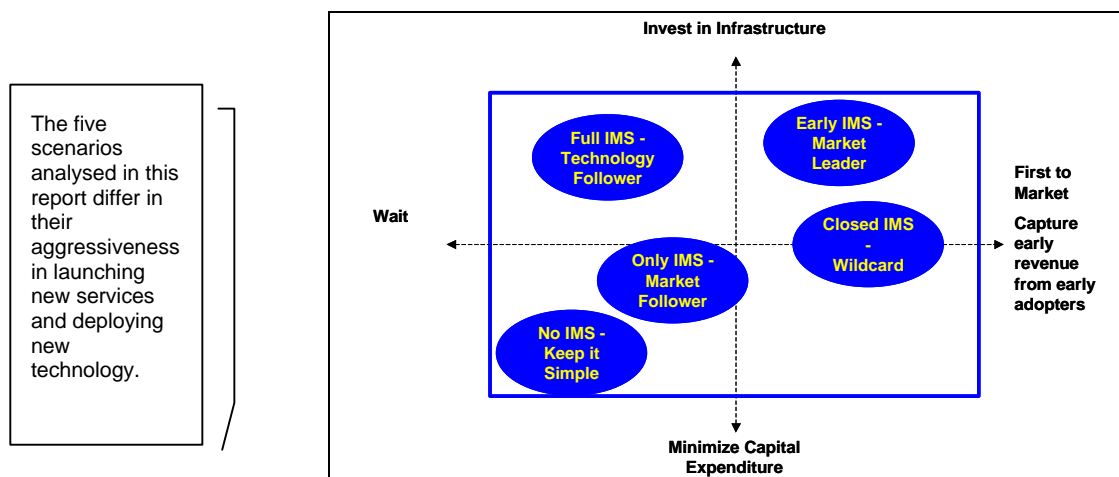 The five
scenarios
analysed in this
report differ in
their
aggressiveness
in launching
new services
and deploying
new
technology.
Invest in Infrastructure
Full IMS -
Technology
Follower
Early IMS -
Market
Leader
Wait
First to
Market
Capture
early
revenue
from early
adopters
Closed IMS
-
Wildcard
Only IMS -
Market
Follower
No IMS -
Keep it
Simple
Minimize Capital
Expenditure